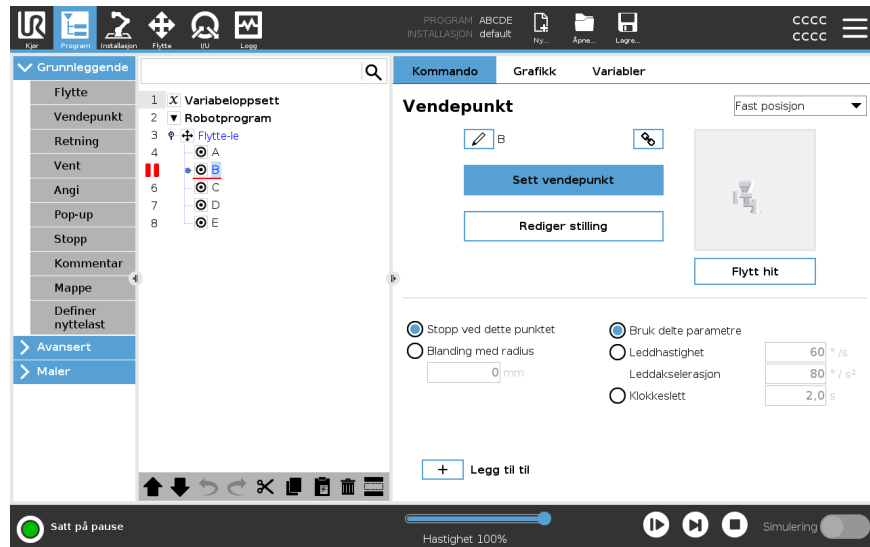 PROGRAM ABCDE
INSTALLASJON default
UR
Kjør
Program
Installasjon
Flytte
I/U
Logg
Ny...
Åpne...
Lagre...
CCCC
CCCC
Grunnleggende
Flytte
Vendepunkt
Retning
Vent
Angi
Pop-up
Stopp
Kommentar
Mappe
Definer
nyttelast
Avansert
Maler
1 X Variabeloppsett
2 Robotprogram
3 Flytte-le
4 A
B
6 C
7 D
8 E
Kommando Grafikk Variabler
Vendepunkt
Fast posisjon
B
Sett vendepunkt
Rediger stilling
Flytt hit
Stopp ved dette punktet
Blanding med radius
0 mm
Bruk delte parametre
Leddhastighet 60 ° /s
Leddakselerasjon 80 ° / s²
Klokkeslett 2,0 s
+ Legg til til
Satt på pause
Hastighet 100%
Simulering